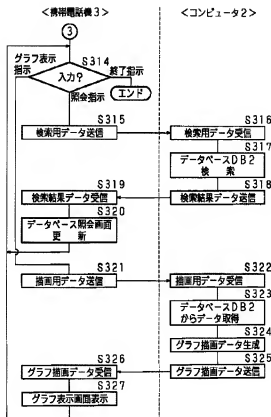 <携帯電話機3>
<コンピュータ2>
3
S314
グラフ表示
指示
入力?
終了指示
エンド
照会指示
S315
検索用データ送信
S316
検索用データ受信
S317
データベースDB2
検索
S318
検索結果データ送信
S319
検索結果データ受信
S320
データベース照会画面
更新
S321
描画用データ送信
S322
描画用データ受信
S323
データベースDB2
からデータ取得
S324
グラフ描画データ生成
S325
グラフ描画データ送信
S326
グラフ描画データ受信
S327
グラフ表示画面表示